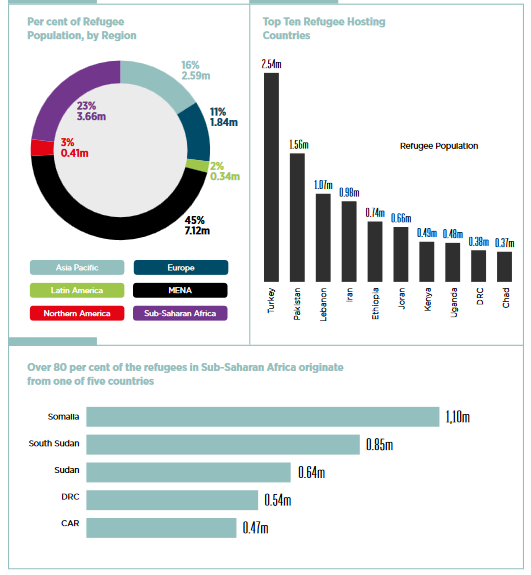 Per cent of Refugee
Population, by Region
16%
2.59m
11%
1.84m
2%
0.34m
45%
7.12m
3%
0.41m
23%
3.66m
Asia Pacific
Europe
Latin America
MENA
Northern America
Sub-Saharan Africa
Top Ten Refugee Hosting
Countries
Refugee Population
2.54m
1.56m
1.07m
0.98m
0.74m
0.66m
0.49m
0.48m
0.38m
0.37m
Turkey
Pakistan
Lebanon
Iran
Ethiopia
Joran
Kenya
Uganda
DRC
Chad
Over 80 per cent of the refugees in Sub-Saharan Africa originate
from one of five countries
Somalia
1,10m
South Sudan
0.85m
Sudan
0.64m
DRC
0.54m
CAR
0.47m